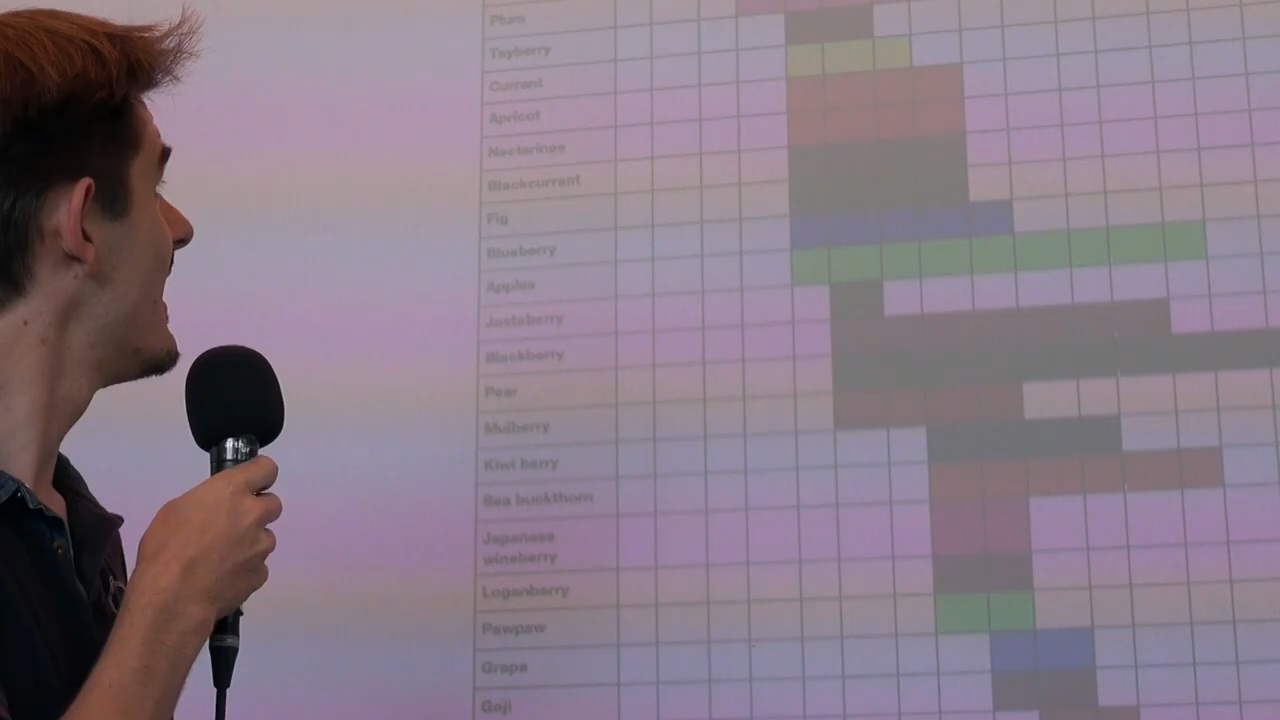 Plum
Tayberry
Currant
Apricot
Nectarines
Blackcurrant
Fig
Blueberry
Apples
Jostaberry
Blackberry
Pear
Mulberry
Kiwi berry
Sea buckthorn
Japanese
wineberry
Loganberry
Pawpaw
Grape
Goji